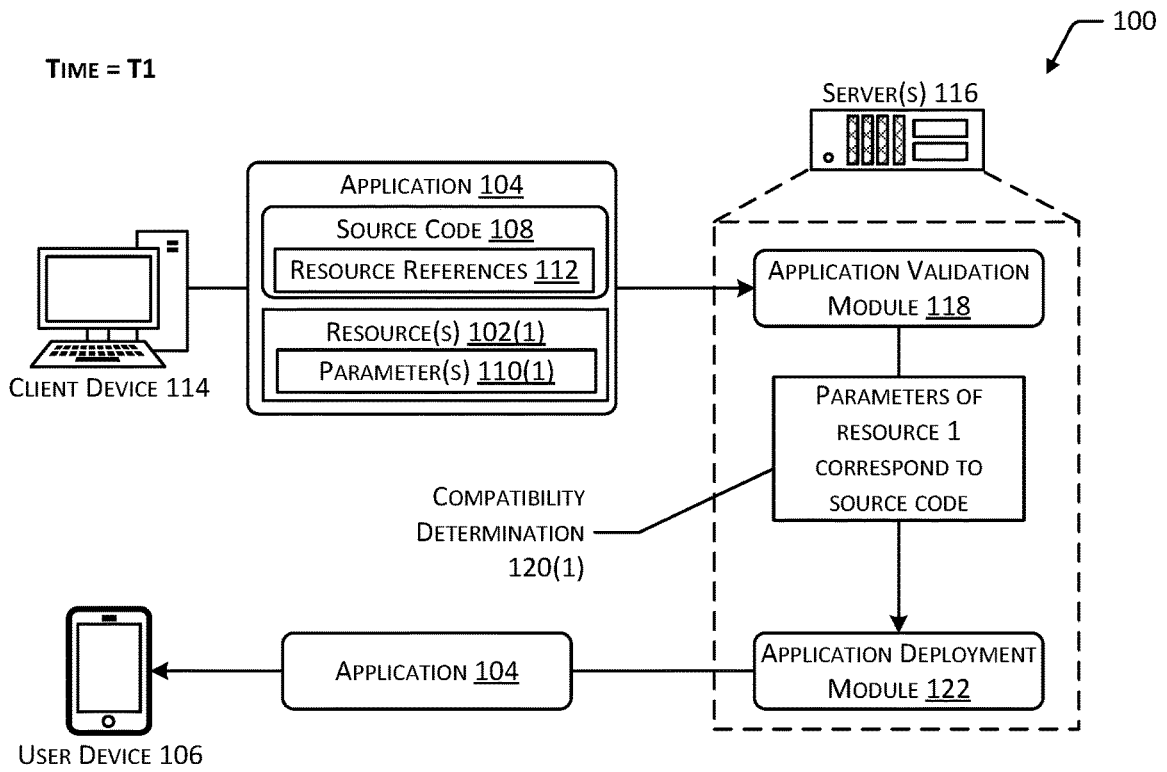 100
TIME = T1
SERVER(S) 116
APPLICATION 104
SOURCE CODE 108
RESOURCE REFERENCES 112
RESOURCE(S) 102(1)
PARAMETER(S) 110(1)
CLIENT DEVICE 114
APPLICATION VALIDATION
MODULE 118
PARAMETERS OF
RESOURCE 1
CORRESPOND TO
SOURCE CODE
COMPATIBILITY
DETERMINATION
120(1)
APPLICATION DEPLOYMENT
MODULE 122
APPLICATION 104
USER DEVICE 106